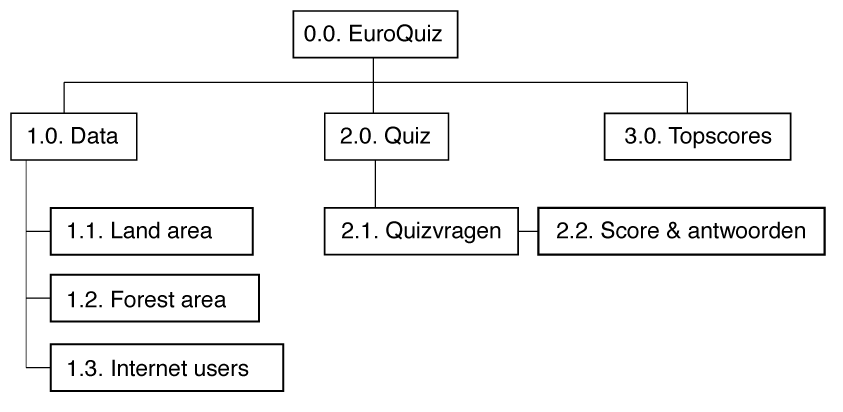 0.0. EuroQuiz
1.0. Data
2.0. Quiz
3.0. Topscores
1.1. Land area
2.1. Quizvragen
2.2. Score & antwoorden
1.2. Forest area
1.3. Internet users